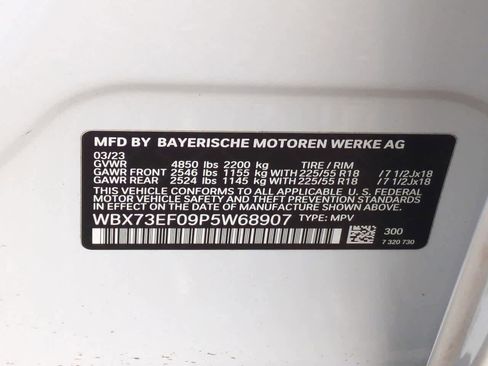 MFD BY BAYERISCHE MOTOREN WERKE AG
03/23
GVWR 4850 lbs 2200 kg TIRE / RIM
GAWR FRONT 2546 lbs 1155 kg WITH 225/55 R18 /7 1/2Jx18
GAWR REAR 2524 lbs 1145 kg WITH 225/55 R18 /7 1/2Jx18
THIS VEHICLE CONFORMS TO ALL APPLICABLE U. S. FEDERAL
MOTOR VEHICLE SAFETY AND THEFT PREVENTION STANDARDS
IN EFFECT ON THE DATE OF MANUFACTURE SHOWN ABOVE.
WBX73EF09P5W68907 TYPE: MPV
300
7 320 730